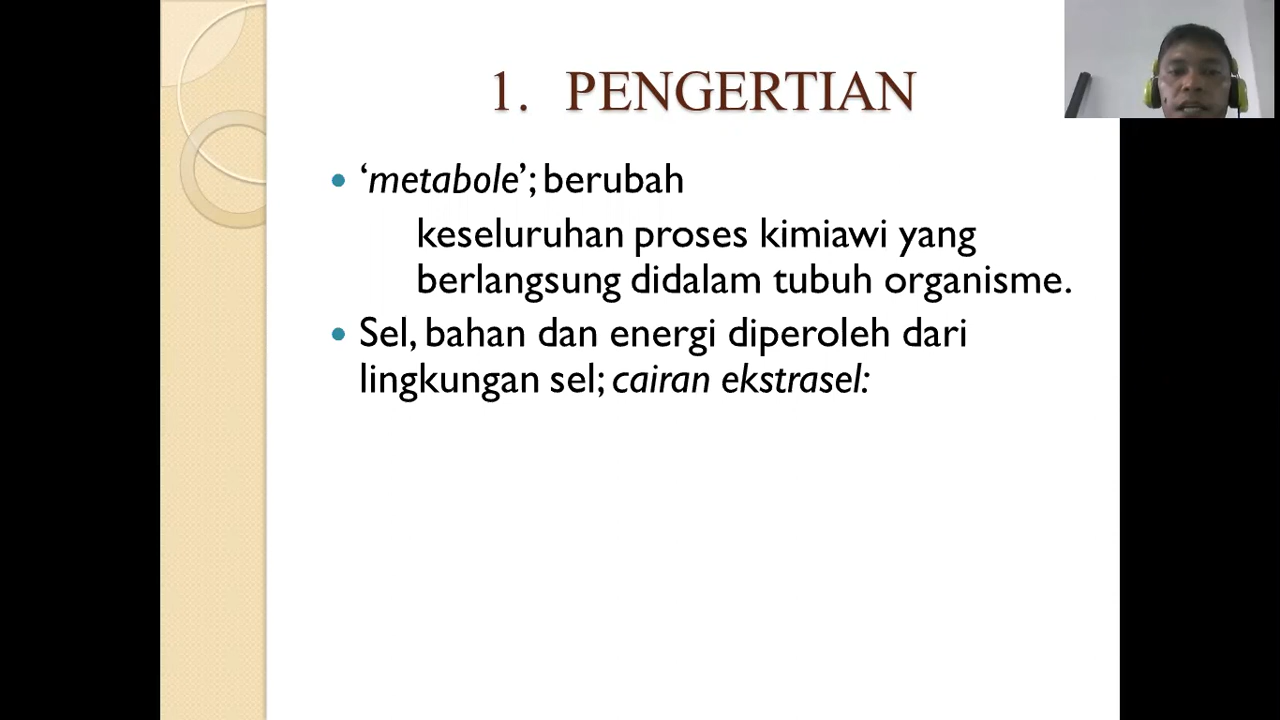 1. PENGERTIAN
• ‘metabole’; berubah
keseluruhan proses kimiawi yang
berlangsung didalam tubuh organisme.
• Sel, bahan dan energi diperoleh dari
lingkungan sel; cairan ekstrasel: